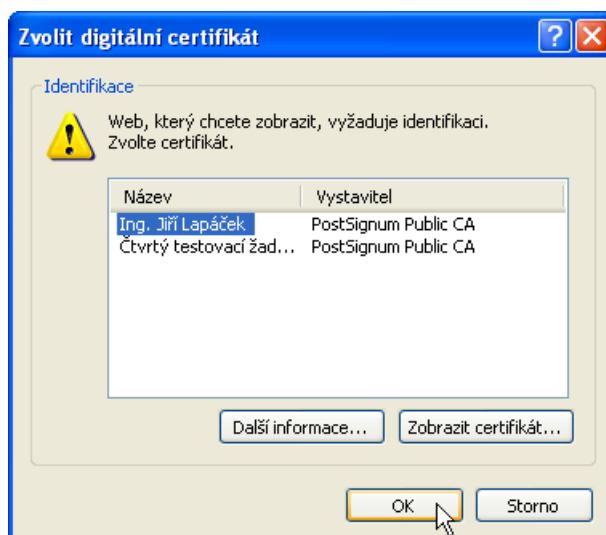 Zvolit digitální certifikát
Identifikace
Web, který chcete zobrazit, vyžaduje identifikaci.
Zvolte certifikát.
Název Vystavitel
Ing. Jiří Lapáček PostSignum Public CA
Čtvrtý testovací žad... PostSignum Public CA
Další informace... Zobrazit certifikát...
OK Storno